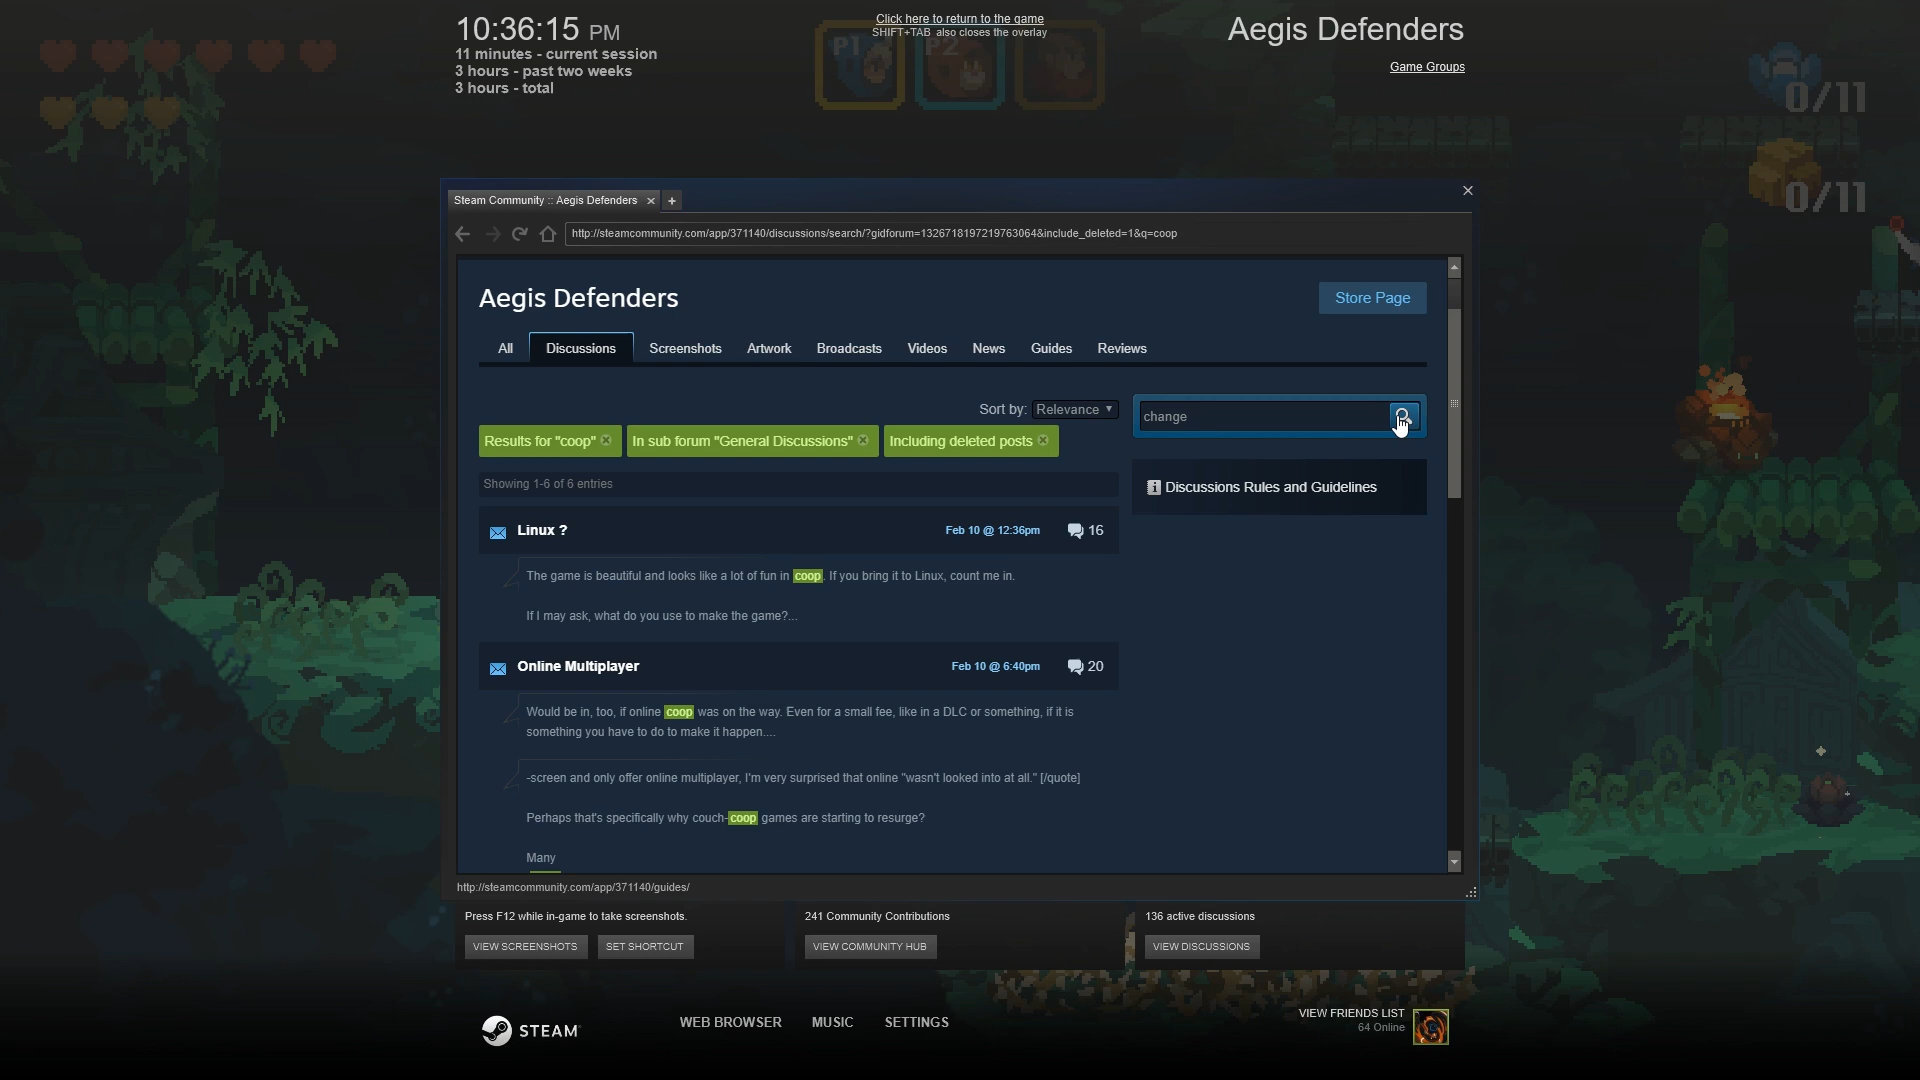 10:36:15 PM
11 minutes - current session
3 hours - past two weeks
3 hours - total
Click here to return to the game
SHIFT+TAB also closes the overlay
P1
P2
Aegis Defenders
Game Groups
0/11
0/11
Steam Community :: Aegis Defenders
http://steamcommunity.com/app/371140/discussions/search/?gidforum=1326718197219763064&include_deleted=1&q=coop
Aegis Defenders
Store Page
All Discussions Screenshots Artwork Broadcasts Videos News Guides Reviews
Sort by: Relevance
change
Results for "coop" In sub forum "General Discussions" Including deleted posts
Showing 1-6 of 6 entries
Discussions Rules and Guidelines
Linux ? Feb 10 @ 12:36pm 16
The game is beautiful and looks like a lot of fun in coop. If you bring it to Linux, count me in.
If I may ask, what do you use to make the game?...
Online Multiplayer Feb 10 @ 6:40pm 20
Would be in, too, if online coop was on the way. Even for a small fee, like in a DLC or something, if it is
something you have to do to make it happen....
-screen and only offer online multiplayer, I'm very surprised that online "wasn't looked into at all." [/quote]
Perhaps that's specifically why couch-coop games are starting to resurge?
Many
http://steamcommunity.com/app/371140/guides/
Press F12 while in-game to take screenshots.
VIEW SCREENSHOTS SET SHORTCUT
241 Community Contributions
VIEW COMMUNITY HUB
136 active discussions
VIEW DISCUSSIONS
STEAM
WEB BROWSER MUSIC SETTINGS
VIEW FRIENDS LIST
64 Online